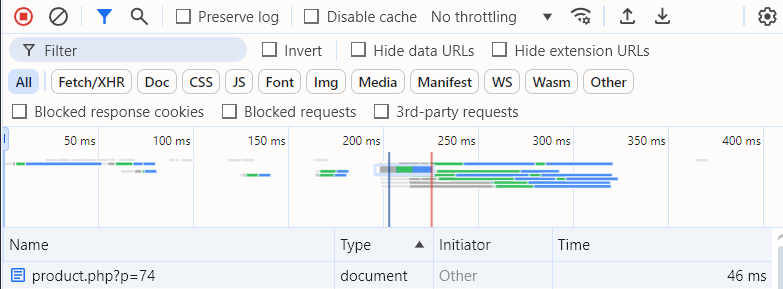 Preserve log Disable cache No throttling
Filter Invert Hide data URLs Hide extension URLs
All Fetch/XHR Doc CSS JS Font Img Media Manifest WS Wasm Other
Blocked response cookies Blocked requests 3rd-party requests
50 ms 100 ms 150 ms 200 ms 250 ms 300 ms 350 ms 400 ms
Name Type Initiator Time
product.php?p=74 document Other 46 ms